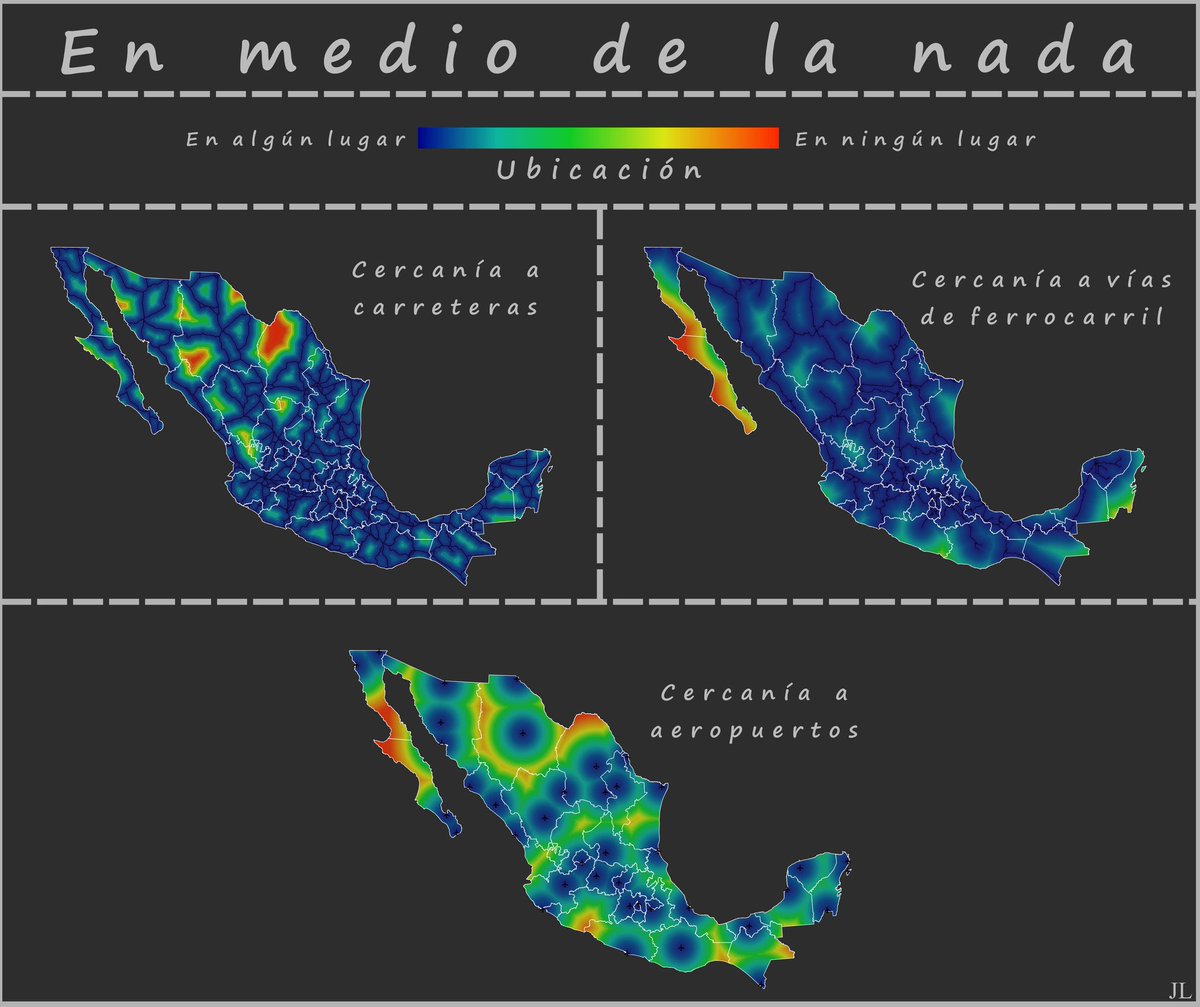 En medio de la nada
En algún lugar
En ningún lugar
Ubicación
Cercanía a
carreteras
Cercanía a vías
de ferrocarril
Cercanía a
aeropuertos
JL